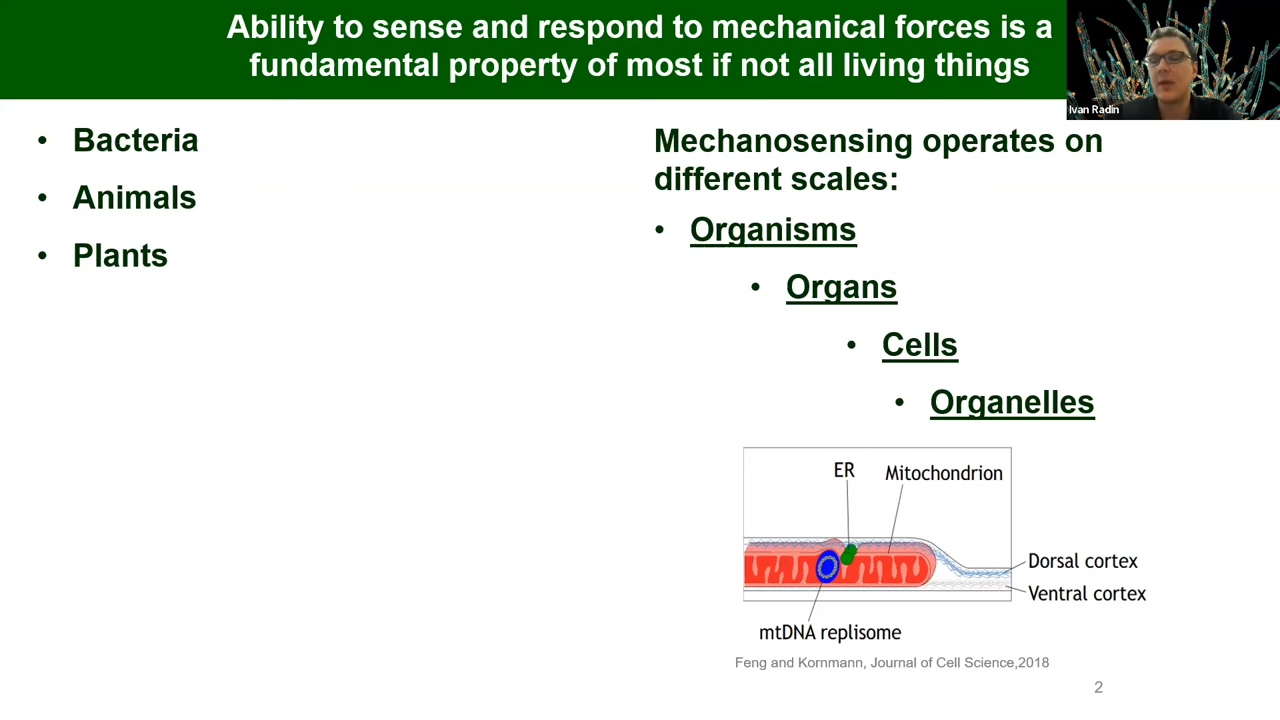 Ability to sense and respond to mechanical forces is a
fundamental property of most if not all living things
Ivan Radin
• Bacteria
• Animals
• Plants
Mechanosensing operates on
different scales:
• Organisms
• Organs
• Cells
• Organelles
ER
Mitochondrion
Dorsal cortex
Ventral cortex
mtDNA replisome
Feng and Kornmann, Journal of Cell Science,2018
2